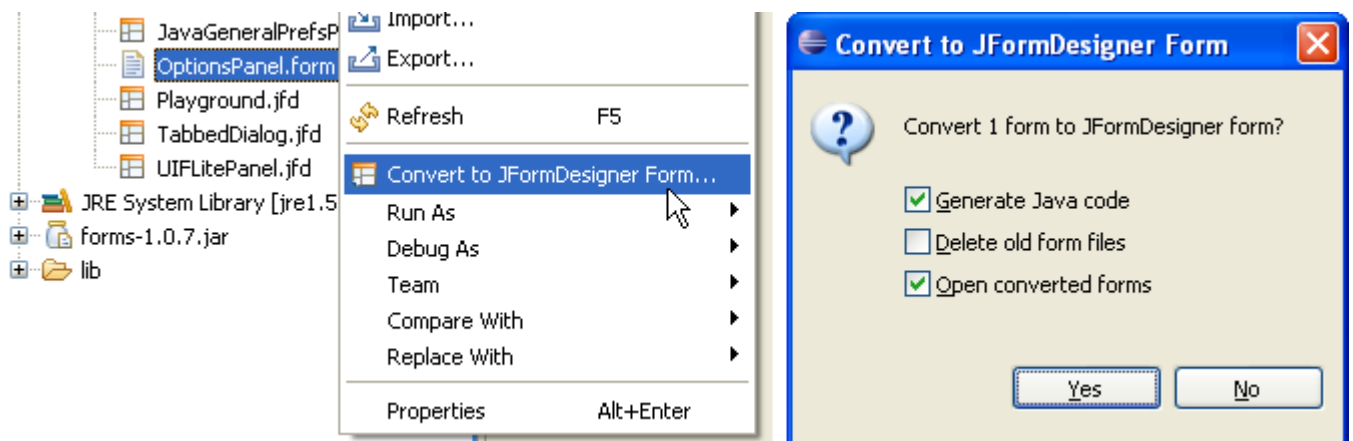 JavaGeneralPrefsP
OptionsPanel.form
Playground.jfd
TabbedDialog.jfd
UIFLitePanel.jfd
JRE System Library [jre1.5
forms-1.0.7.jar
lib
Import...
Export...
Refresh F5
Convert to JFormDesigner Form...
Run As
Debug As
Team
Compare With
Replace With
Properties Alt+Enter
Convert to JFormDesigner Form
Convert 1 form to JFormDesigner form?
Generate Java code
Delete old form files
Open converted forms
Yes No